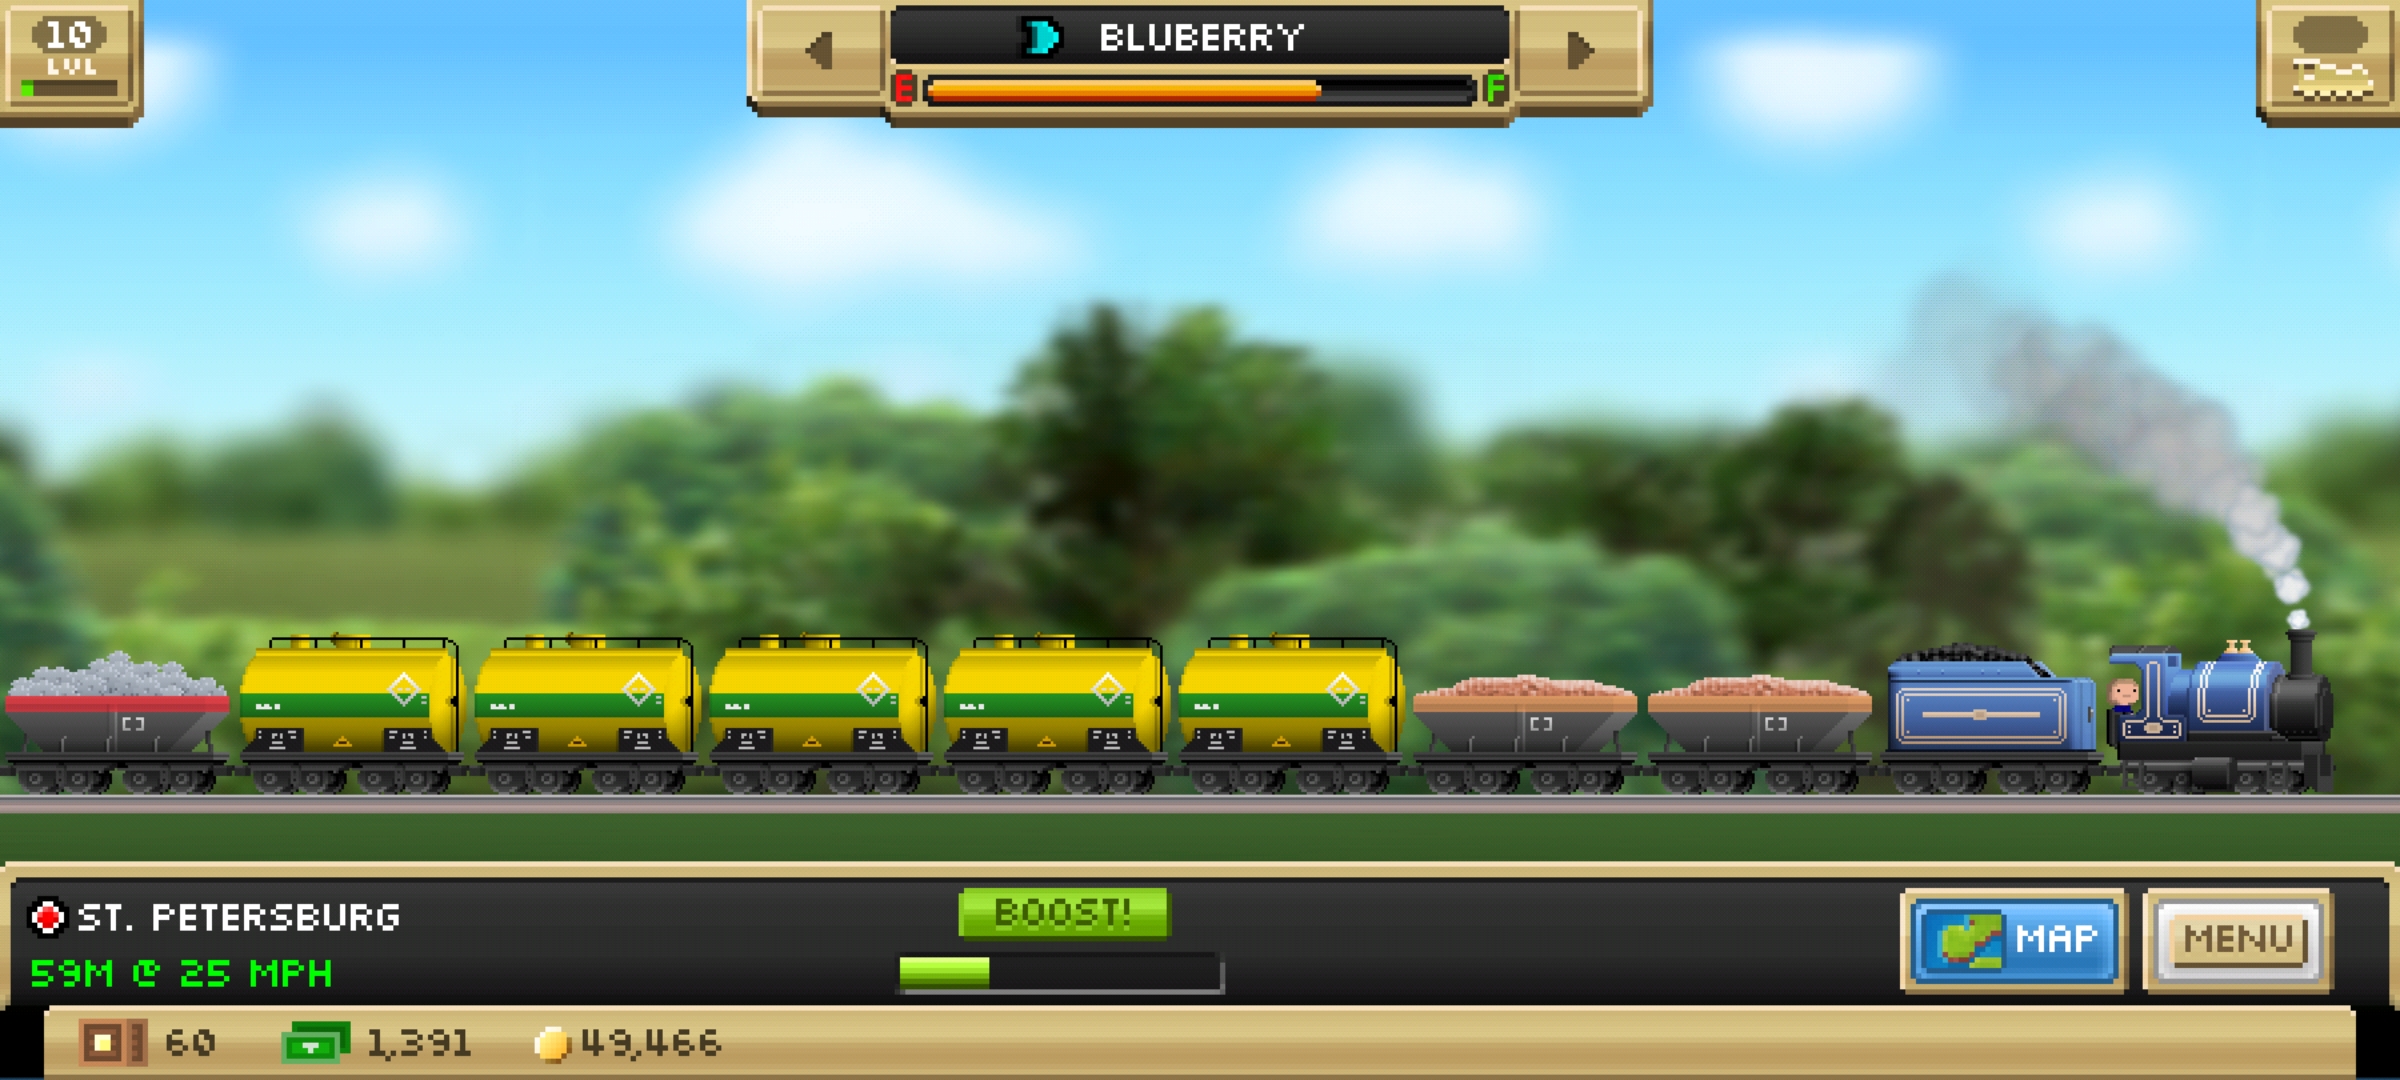 10
LVL
BLUBERRY
E F
ST. PETERSBURG
59M @ 25 MPH
BOOST!
MAP
MENU
60
1,391
49,466